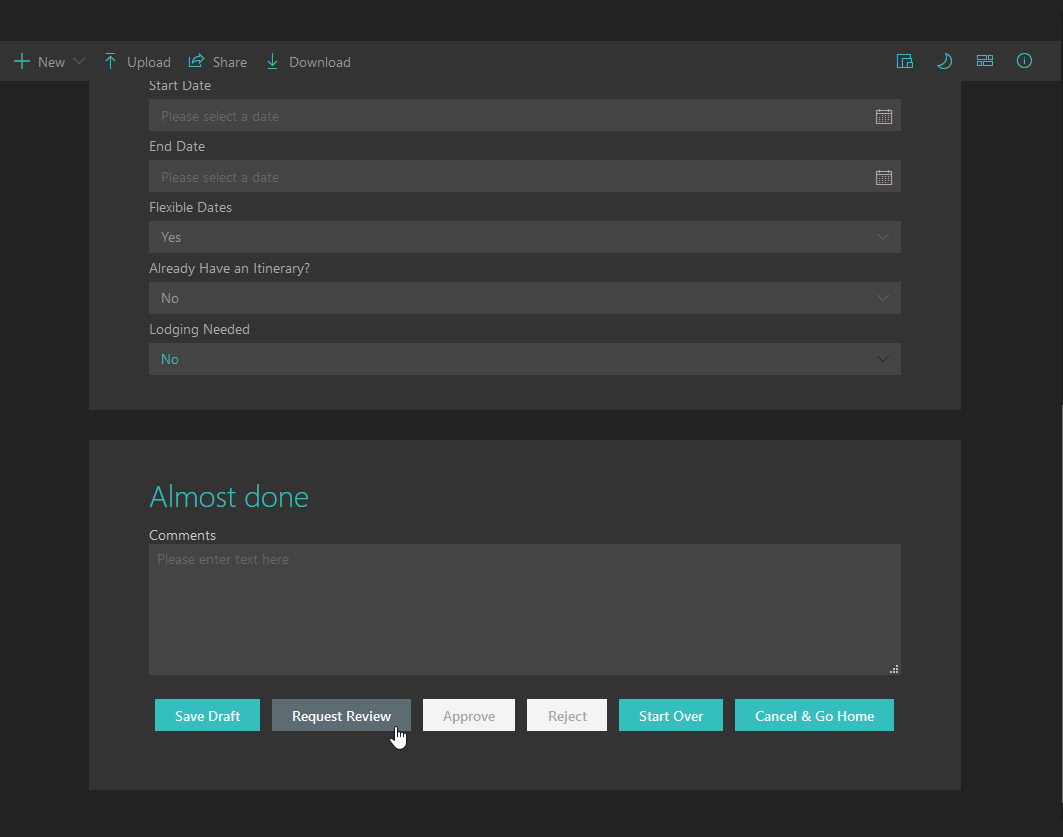 New Upload Share Download
Start Date
Please select a date
End Date
Please select a date
Flexible Dates
Yes
Already Have an Itinerary?
No
Lodging Needed
No
Almost done
Comments
Please enter text here
Save Draft Request Review Approve Reject Start Over Cancel & Go Home